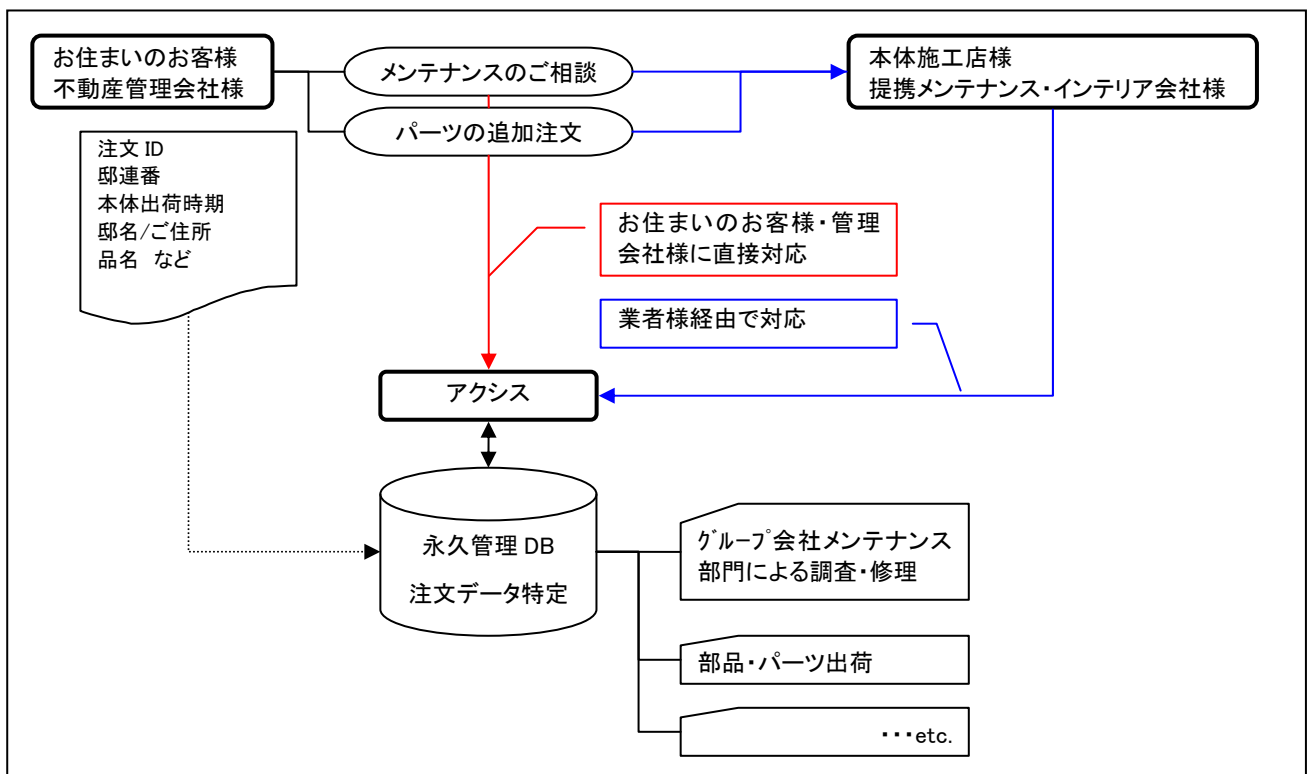 お住まいのお客様
不動産管理会社様
メンテナンスのご相談
パーツの追加注文
本体施工店様
提携メンテナンス・インテリア会社様
注文 ID
邸連番
本体出荷時期
邸名/ご住所
品名 など
お住まいのお客様・管理
会社様に直接対応
業者様経由で対応
アクシス
永久管理 DB
注文データ特定
ｸﾞﾙｰﾌﾟ会社メンテナンス
部門による調査・修理
部品・パーツ出荷
・・・etc.